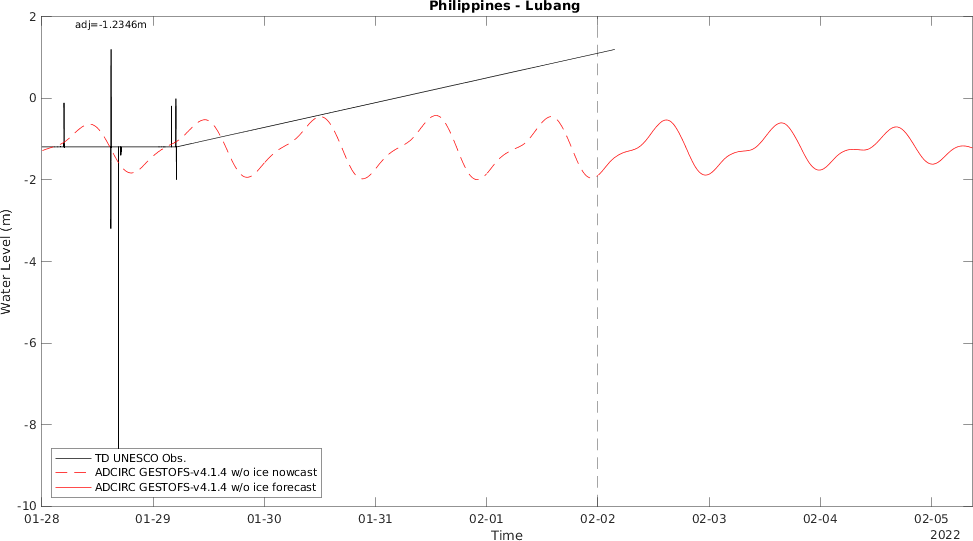 Philippines - Lubang
adj=-1.2346m
2
0
-2
-4
-6
-8
-10
Water Level (m)
TD UNESCO Obs.
ADCIRC GESTOFS-v4.1.4 w/o ice nowcast
ADCIRC GESTOFS-v4.1.4 w/o ice forecast
01-28 01-29 01-30 01-31 02-01 02-02 02-03 02-04 02-05
Time
2022